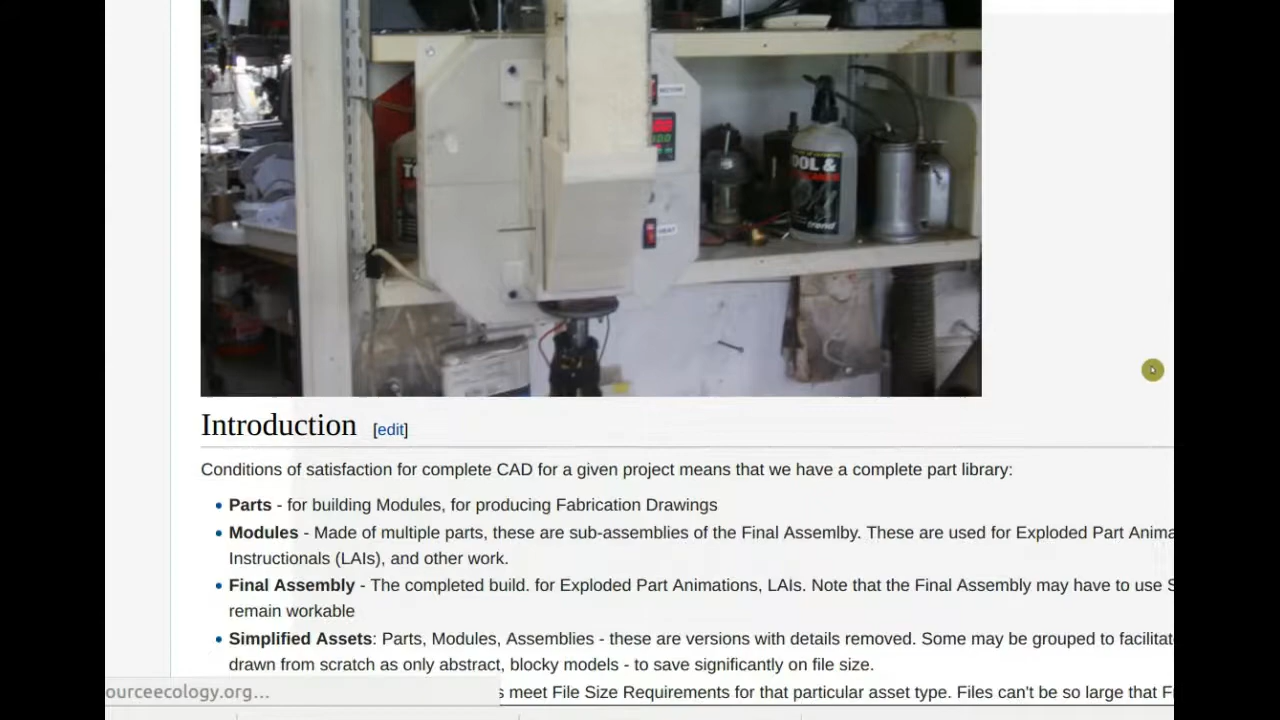 MOTOR
OOL &
To
trend
HEAT
Introduction [edit]
Conditions of satisfaction for complete CAD for a given project means that we have a complete part library:
Parts - for building Modules, for producing Fabrication Drawings
Modules - Made of multiple parts, these are sub-assemblies of the Final Assemlby. These are used for Exploded Part Anima
Instructionals (LAIs), and other work.
Final Assembly - The completed build. for Exploded Part Animations, LAIs. Note that the Final Assembly may have to use S
remain workable
Simplified Assets: Parts, Modules, Assemblies - these are versions with details removed. Some may be grouped to facilitat
drawn from scratch as only abstract, blocky models - to save significantly on file size.
ourceecology.org...
s meet File Size Requirements for that particular asset type. Files can't be so large that F